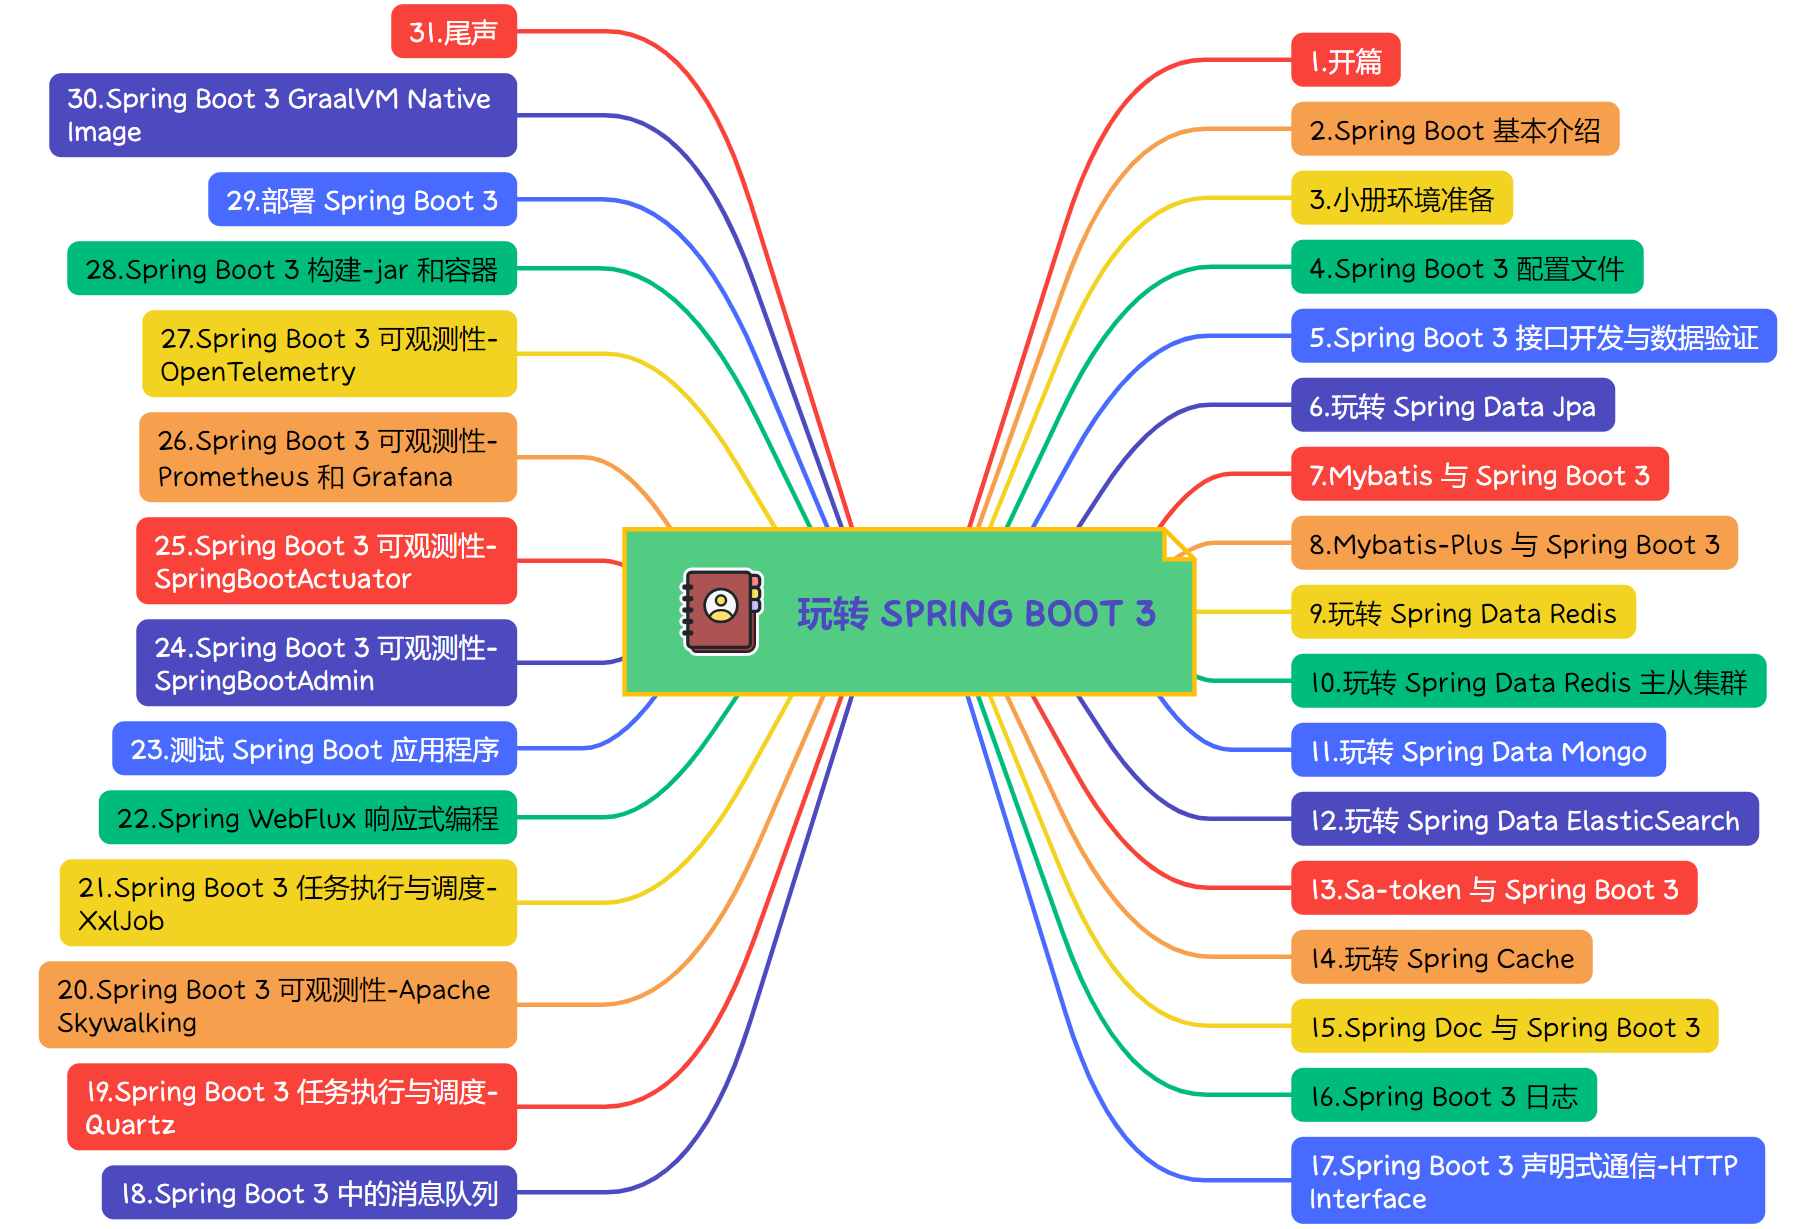 玩转 SPRING BOOT 3
1.开篇
2.Spring Boot 基本介绍
3.小册环境准备
4.Spring Boot 3 配置文件
5.Spring Boot 3 接口开发与数据验证
6.玩转 Spring Data Jpa
7.Mybatis 与 Spring Boot 3
8.Mybatis-Plus 与 Spring Boot 3
9.玩转 Spring Data Redis
10.玩转 Spring Data Redis 主从集群
11.玩转 Spring Data Mongo
12.玩转 Spring Data ElasticSearch
13.Sa-token 与 Spring Boot 3
14.玩转 Spring Cache
15.Spring Doc 与 Spring Boot 3
16.Spring Boot 3 日志
17.Spring Boot 3 声明式通信-HTTP
Interface
18.Spring Boot 3 中的消息队列
19.Spring Boot 3 任务执行与调度-
Quartz
20.Spring Boot 3 可观测性-Apache
Skywalking
21.Spring Boot 3 任务执行与调度-
XxlJob
22.Spring WebFlux 响应式编程
23.测试 Spring Boot 应用程序
24.Spring Boot 3 可观测性-
SpringBootAdmin
25.Spring Boot 3 可观测性-
SpringBootActuator
26.Spring Boot 3 可观测性-
Prometheus 和 Grafana
27.Spring Boot 3 可观测性-
OpenTelemetry
28.Spring Boot 3 构建-jar 和容器
29.部署 Spring Boot 3
30.Spring Boot 3 GraalVM Native
Image
31.尾声